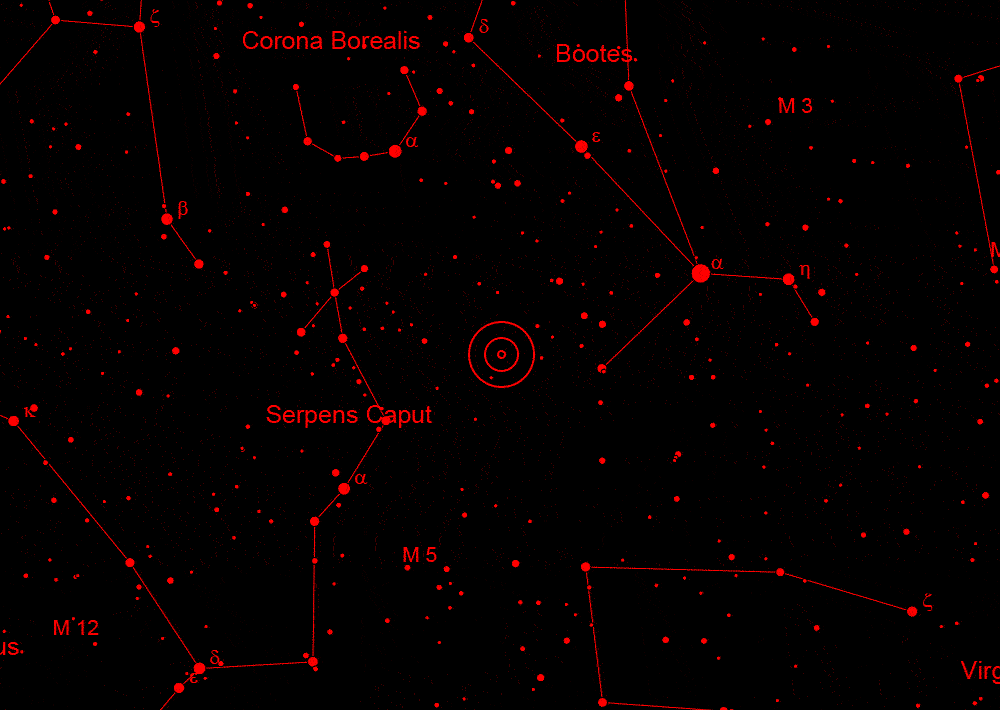 ζ
δ
Corona Borealis
Bootes
M 3
ε
α
β
α
η
κ
Serpens Caput
α
M 5
ζ
M 12
us
δ
ε
Virg
M